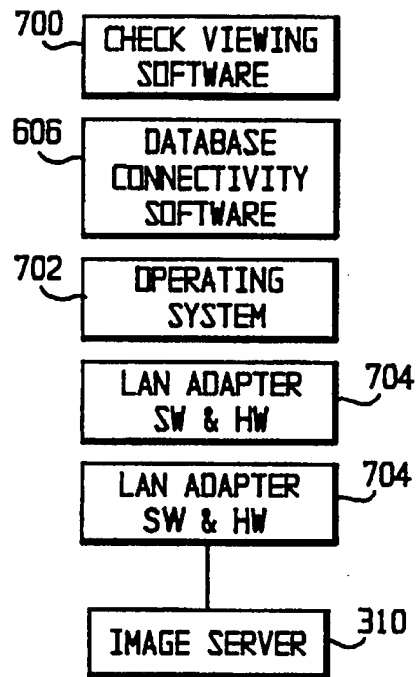 700
CHECK VIEWING
SOFTWARE
606
DATABASE
CONNECTIVITY
SOFTWARE
702
OPERATING
SYSTEM
LAN ADAPTER
SW & HW
704
LAN ADAPTER
SW & HW
704
IMAGE SERVER
310